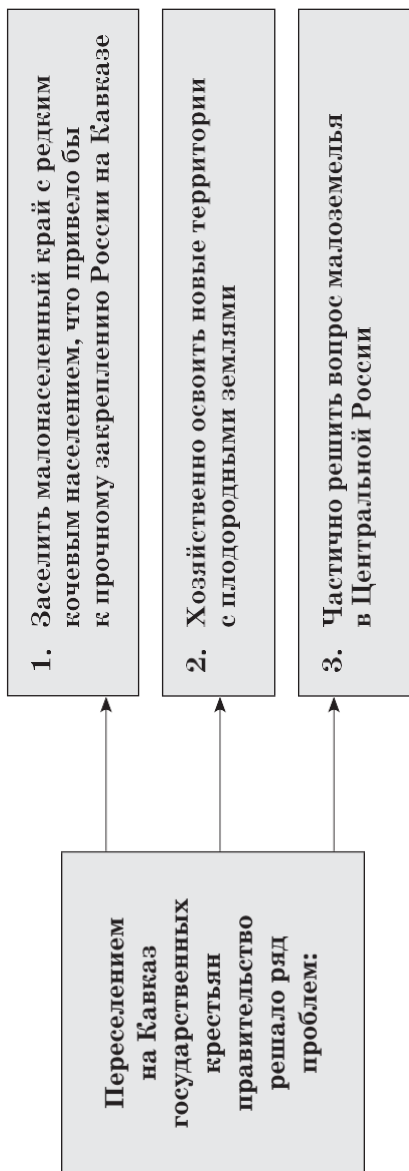 Переселением
на Кавказ
государственных
крестьян
правительство
решало ряд
проблем:
1. Заселить малонаселенный край с редким
кочевым населением, что привело бы
к прочному закреплению России на Кавказе
2. Хозяйственно освоить новые территории
с плодородными землями
3. Частично решить вопрос малоземелья
в Центральной России